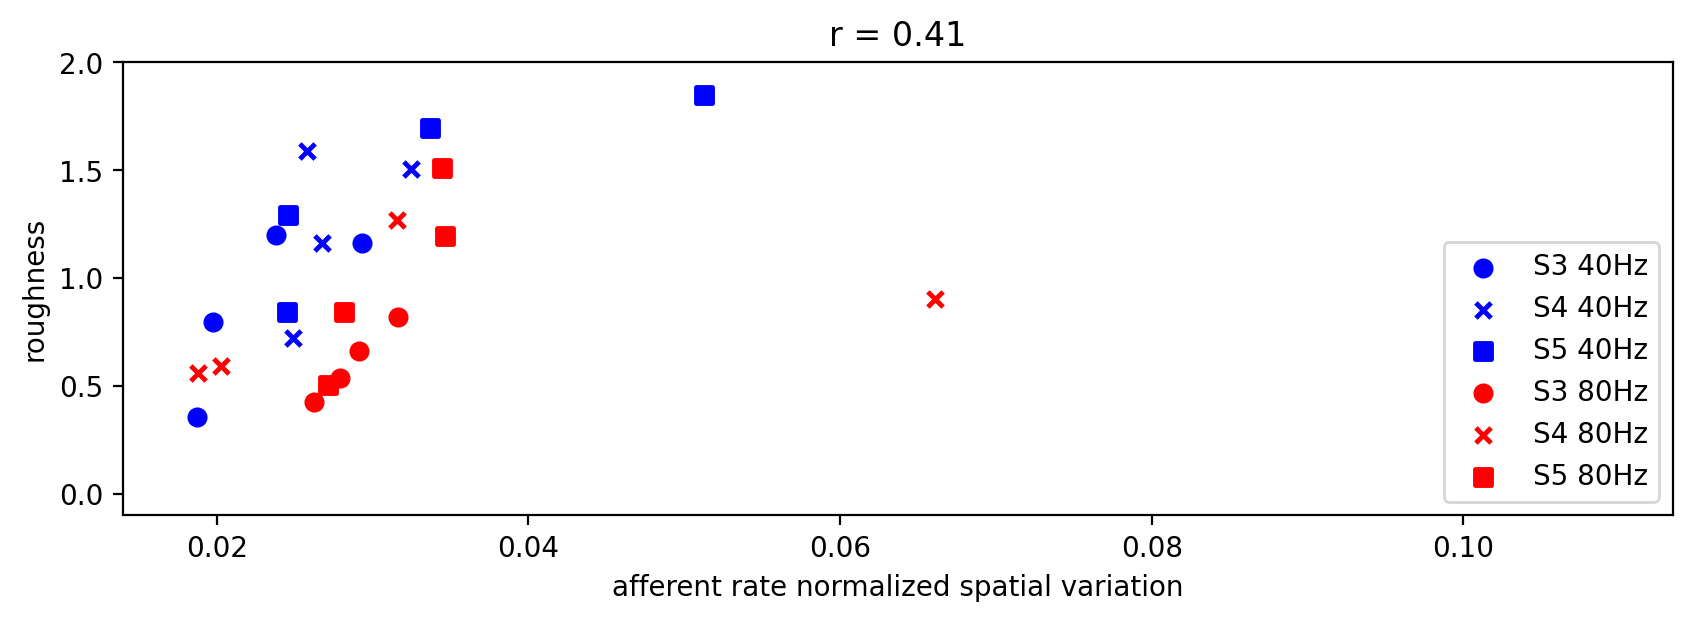 r = 0.41
2.0
1.5
1.0
0.5
0.0
roughness
S3 40Hz
S4 40Hz
S5 40Hz
S3 80Hz
S4 80Hz
S5 80Hz
0.02 0.04 0.06 0.08 0.10
afferent rate normalized spatial variation